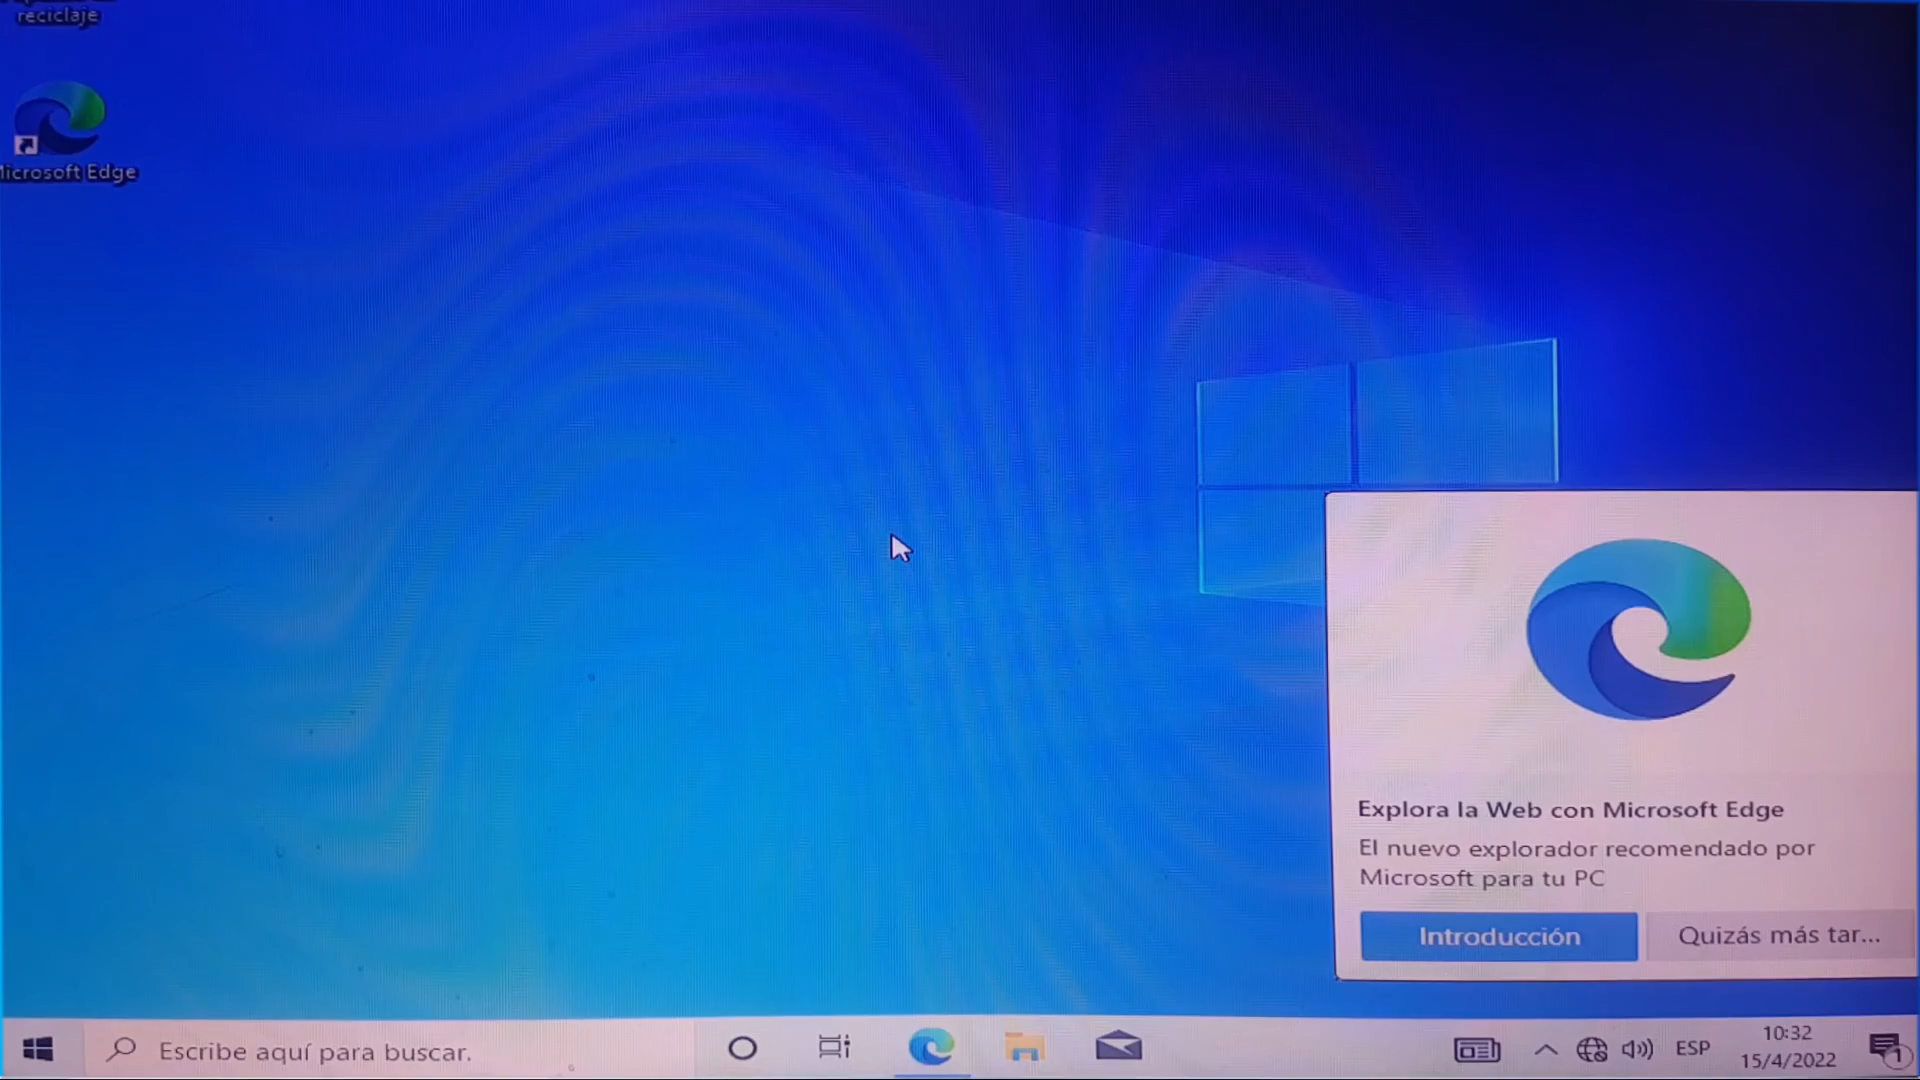 reciclaje
Microsoft Edge
Explora la Web con Microsoft Edge
El nuevo explorador recomendado por
Microsoft para tu PC
Introducción
Quizás más tar...
Escribe aquí para buscar.
ESP
10:32
15/4/2022
1